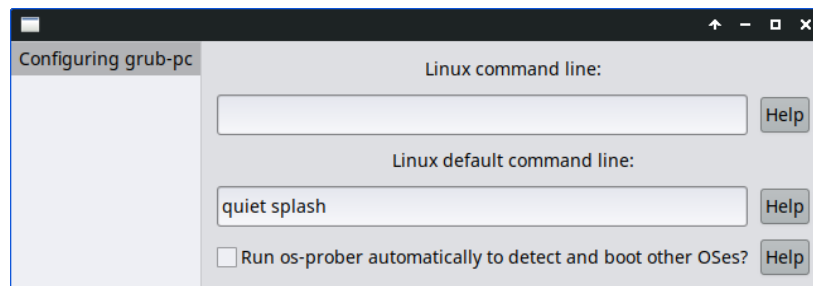 Configuring grub-pc
Linux command line:
Help
Linux default command line:
quiet splash
Help
Run os-prober automatically to detect and boot other OSes?
Help